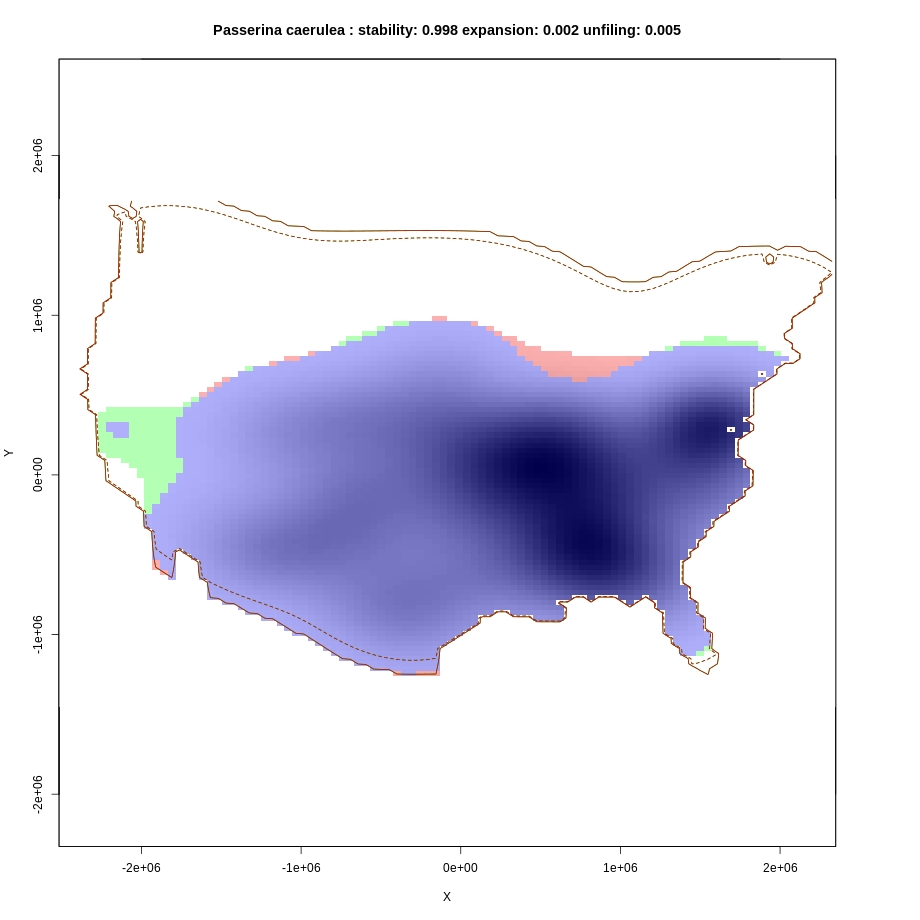 Passerina caerulea : stability: 0.998 expansion: 0.002 unfiling: 0.005
2e+06
1e+06
0e+00
-1e+06
-2e+06
Y
-2e+06 -1e+06 0e+00 1e+06 2e+06
X